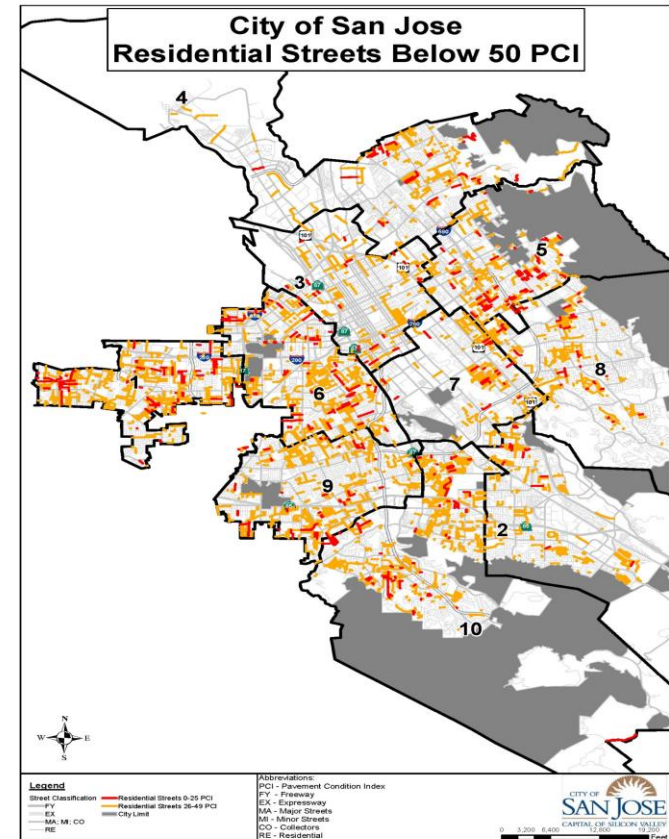 City of San Jose
Residential Streets Below 50 PCI
4
101
680
5
101
3
87
280
87
280
280
101
8
1
6
7
101
9
2
10
N
W E
S
Legend
Street Classification
FY
EX
MA; MI; CO
RE
Residential Streets 0-25 PCI
Residential Streets 26-49 PCI
City Limit
Abbreviations:
PCI - Pavement Condition Index
FY - Freeway
EX - Expressway
MA - Major Streets
MI - Minor Streets
CO - Collectors
RE - Residential
CITY OF
SAN JOSE
CAPITAL OF SILICON VALLEY
0 3,200 6,400 12,800 19,200